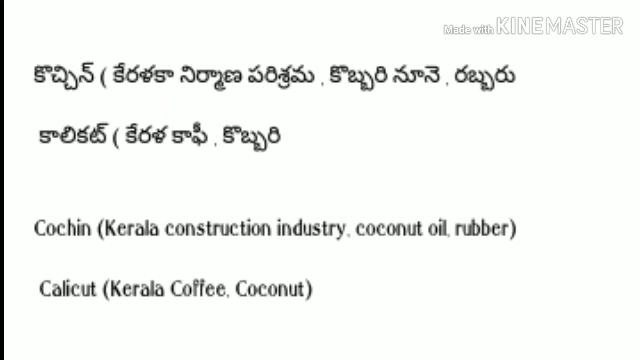 Made with KINEMASTER
కొచ్చిన్ ( కేరళకా నిర్మాణ పరిశ్రమ , కొబ్బరి నూనె , రబ్బరు
కాలికట్ ( కేరళ కాఫీ , కొబ్బరి
Cochin (Kerala construction industry, coconut oil, rubber)
Calicut (Kerala Coffee, Coconut)